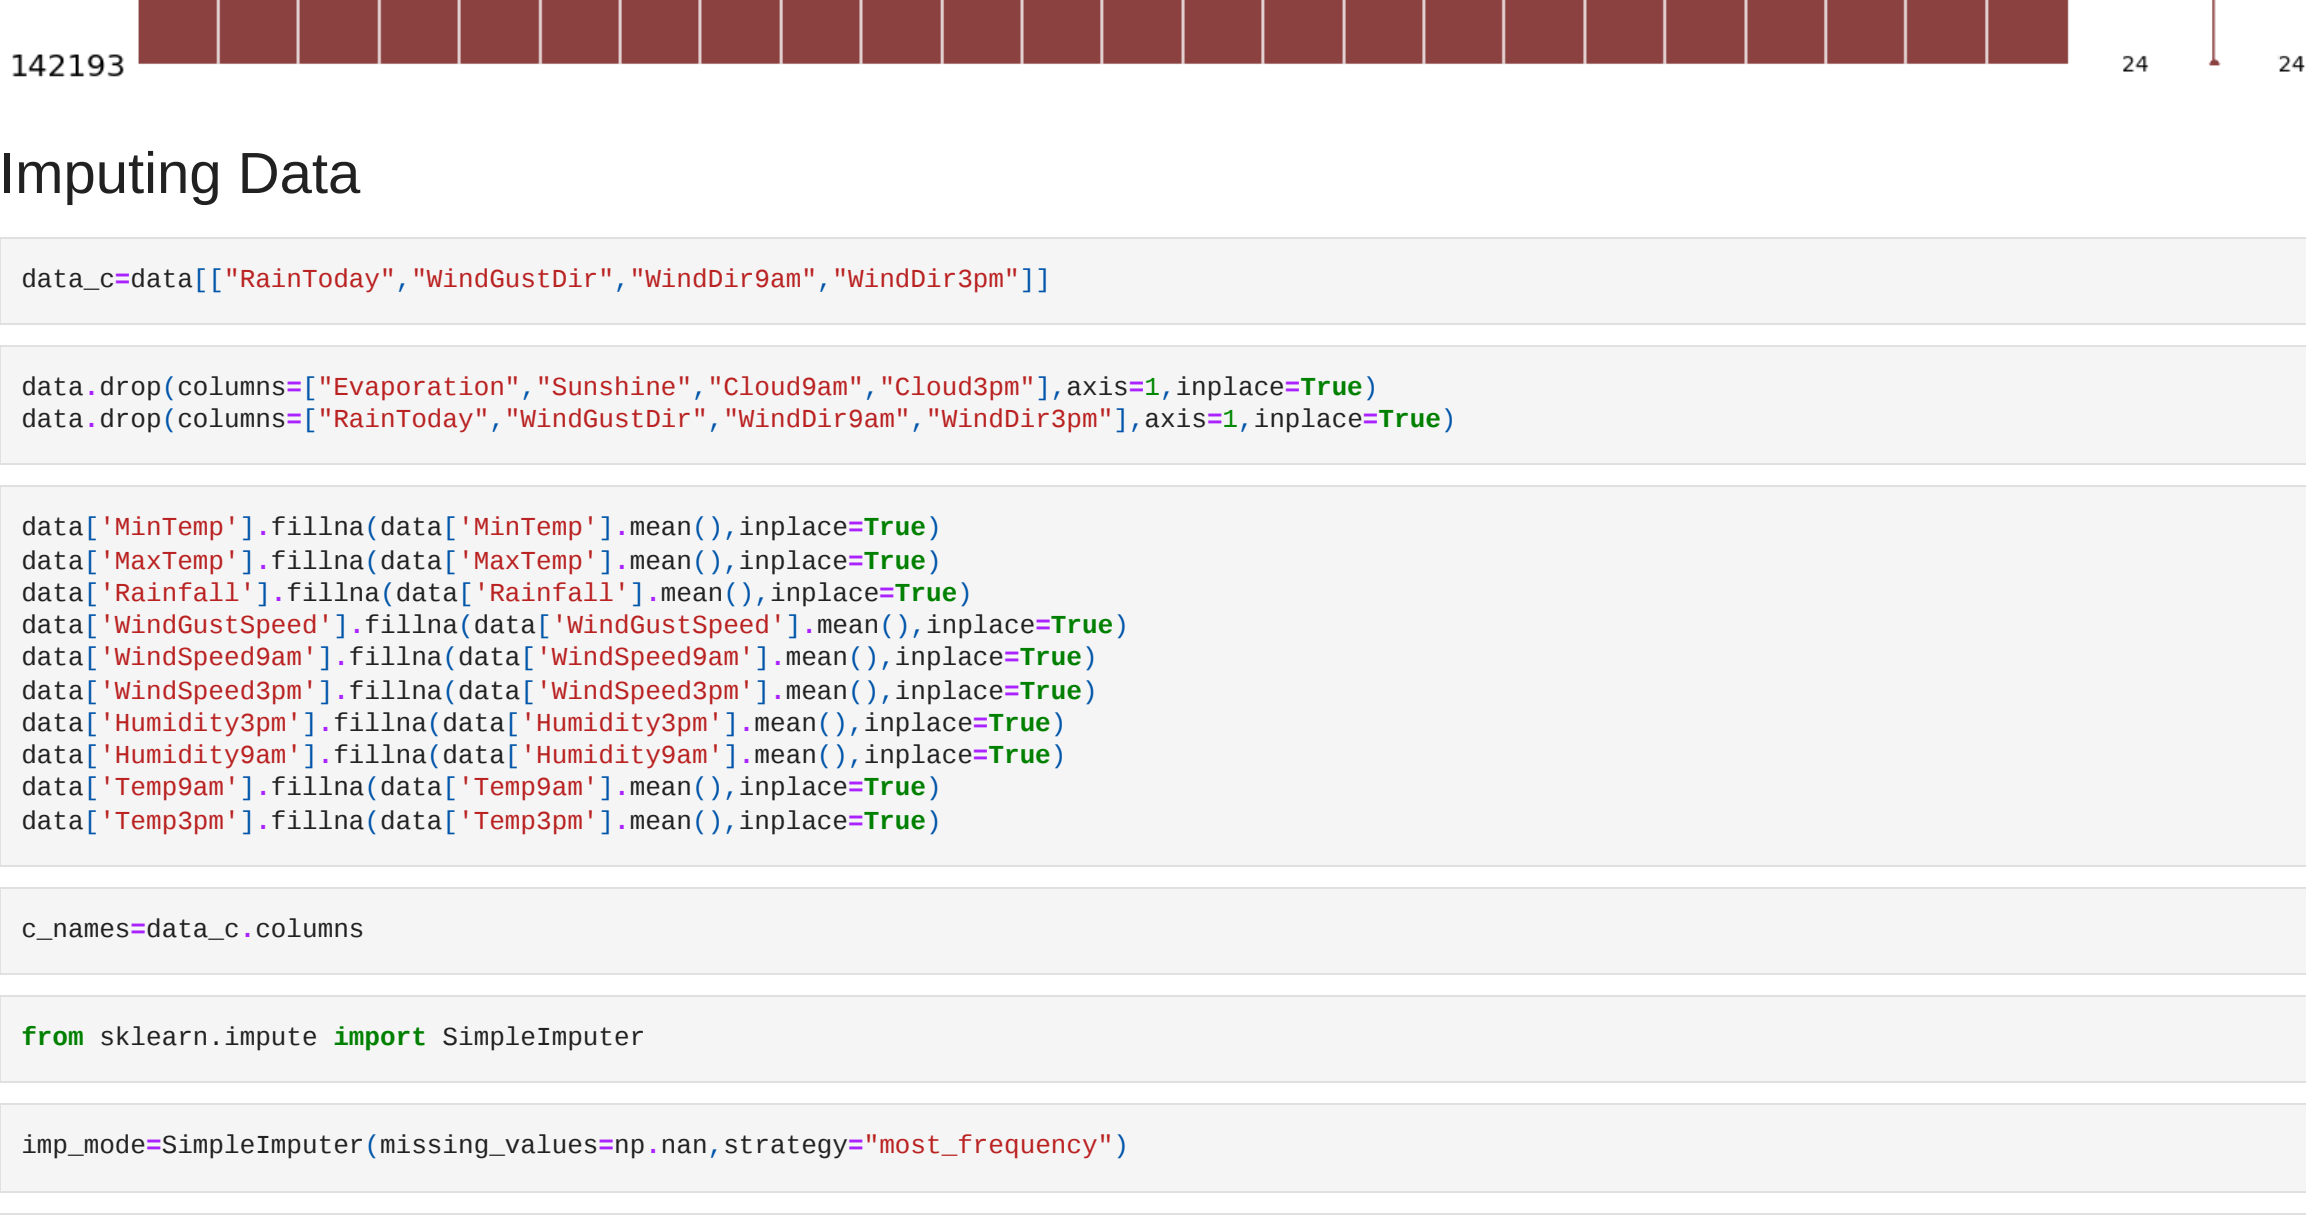 142193
24
24
Imputing Data
data_c=data[["RainToday","WindGustDir","WindDir9am","WindDir3pm"]]
data.drop(columns=["Evaporation","Sunshine","Cloud9am","Cloud3pm"],axis=1,inplace=True)
data.drop(columns=["RainToday","WindGustDir","WindDir9am","WindDir3pm"],axis=1,inplace=True)
data['MinTemp'].fillna(data['MinTemp'].mean(),inplace=True)
data['MaxTemp'].fillna(data['MaxTemp'].mean(),inplace=True)
data['Rainfall'].fillna(data['Rainfall'].mean(),inplace=True)
data['WindGustSpeed'].fillna(data['WindGustSpeed'].mean(),inplace=True)
data['WindSpeed9am'].fillna(data['WindSpeed9am'].mean(),inplace=True)
data['WindSpeed3pm'].fillna(data['WindSpeed3pm'].mean(),inplace=True)
data['Humidity3pm'].fillna(data['Humidity3pm'].mean(),inplace=True)
data['Humidity9am'].fillna(data['Humidity9am'].mean(),inplace=True)
data['Temp9am'].fillna(data['Temp9am'].mean(),inplace=True)
data['Temp3pm'].fillna(data['Temp3pm'].mean(),inplace=True)
c_names=data_c.columns
from sklearn.impute import SimpleImputer
imp_mode=SimpleImputer(missing_values=np.nan,strategy="most_frequency")